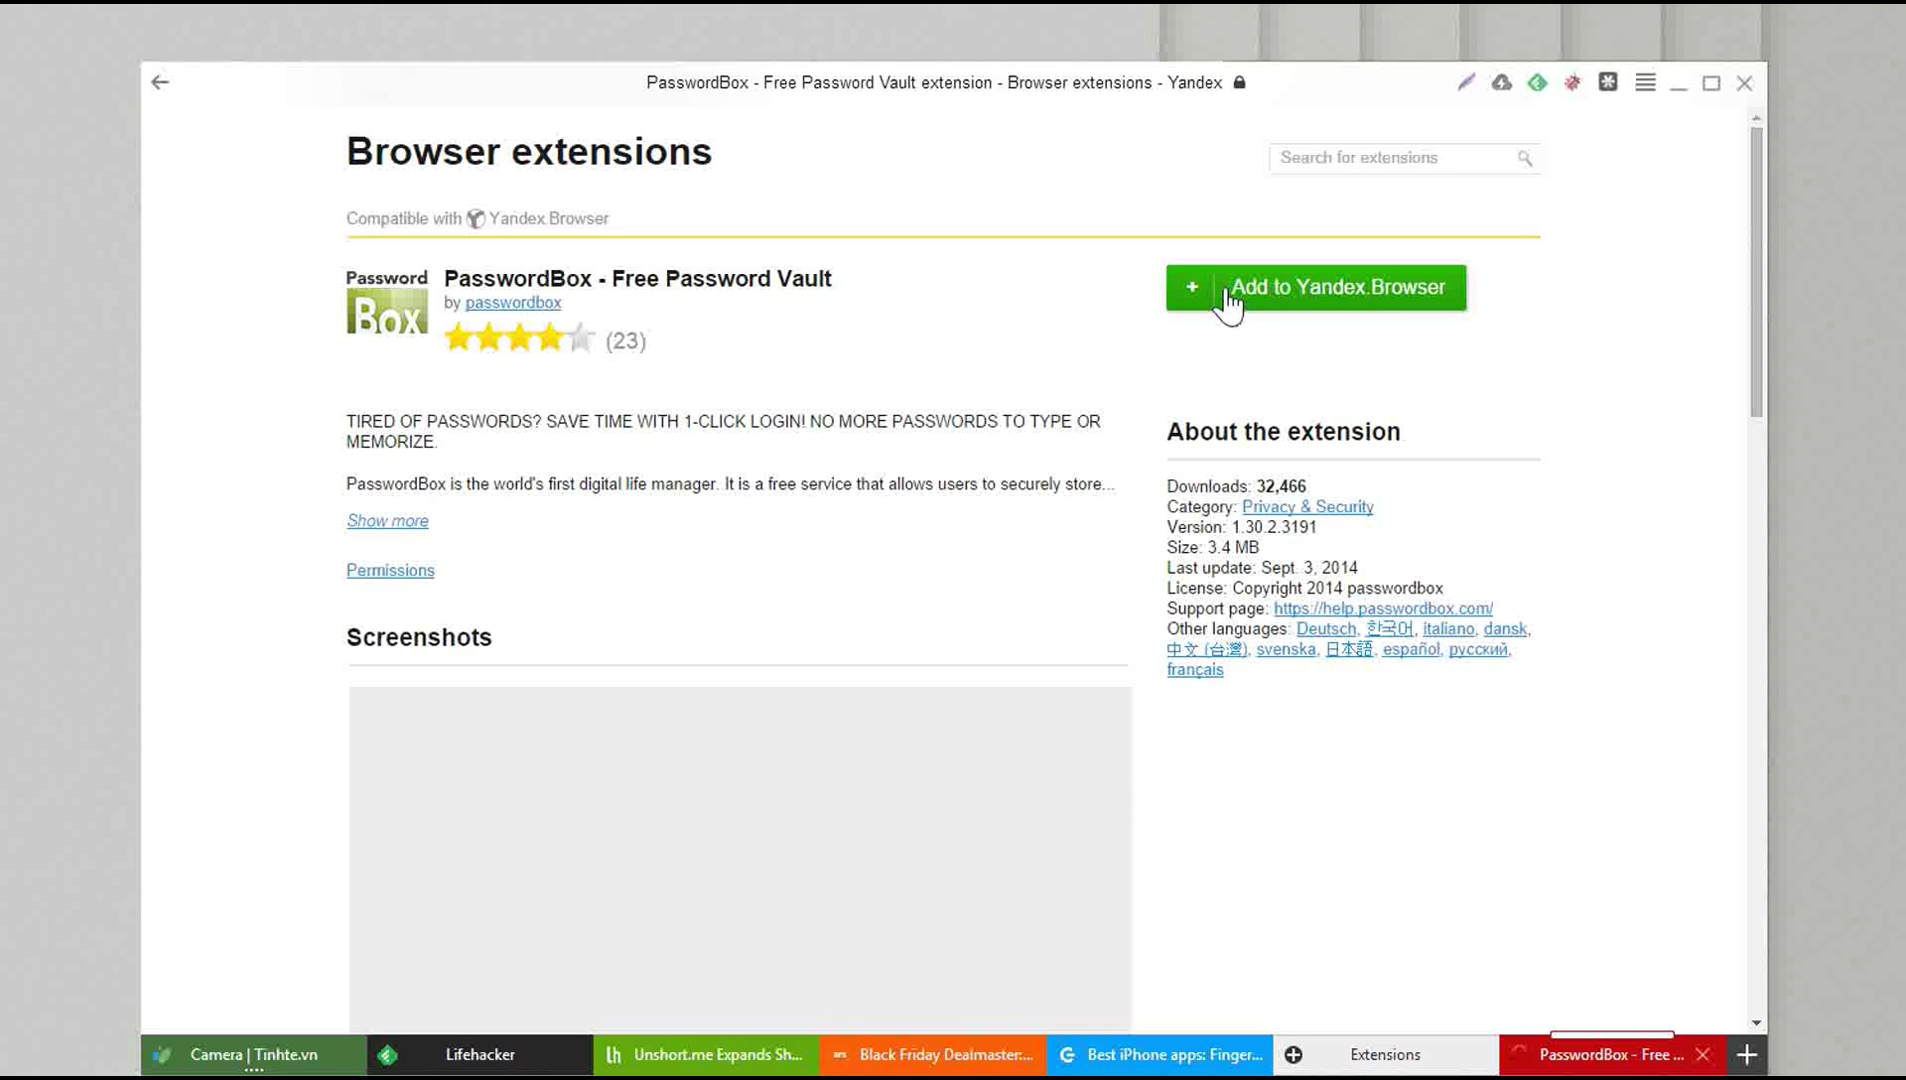 PasswordBox - Free Password Vault extension - Browser extensions - Yandex
Browser extensions
Search for extensions
Compatible with Yandex.Browser
Password
Box
PasswordBox - Free Password Vault
by passwordbox
(23)
+ Add to Yandex.Browser
TIRED OF PASSWORDS? SAVE TIME WITH 1-CLICK LOGIN! NO MORE PASSWORDS TO TYPE OR
MEMORIZE.
PasswordBox is the world's first digital life manager. It is a free service that allows users to securely store...
Show more
Permissions
Screenshots
About the extension
Downloads: 32,466
Category: Privacy & Security
Version: 1.30.2.3191
Size: 3.4 MB
Last update: Sept. 3, 2014
License: Copyright 2014 passwordbox
Support page: https://help.passwordbox.com/
Other languages: Deutsch, 한국어, italiano, dansk,
中文 (台灣), svenska, 日本語, español, русский,
français
Camera | Tinhte.vn
Lifehacker
lh Unshort.me Expands Sh...
ars Black Friday Dealmaster:...
G Best iPhone apps: Finger...
Extensions
PasswordBox - Free ...